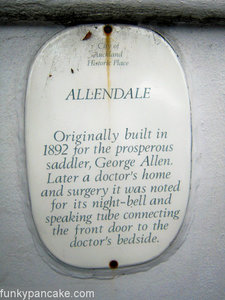 City of
Auckland
Historic Place
ALLENDALE
Originally built in
1892 for the prosperous
saddler, George Allen.
Later a doctor's home
and surgery it was noted
for its night-bell and
speaking tube connecting
the front door to the
doctor's bedside.
funkypancake.com